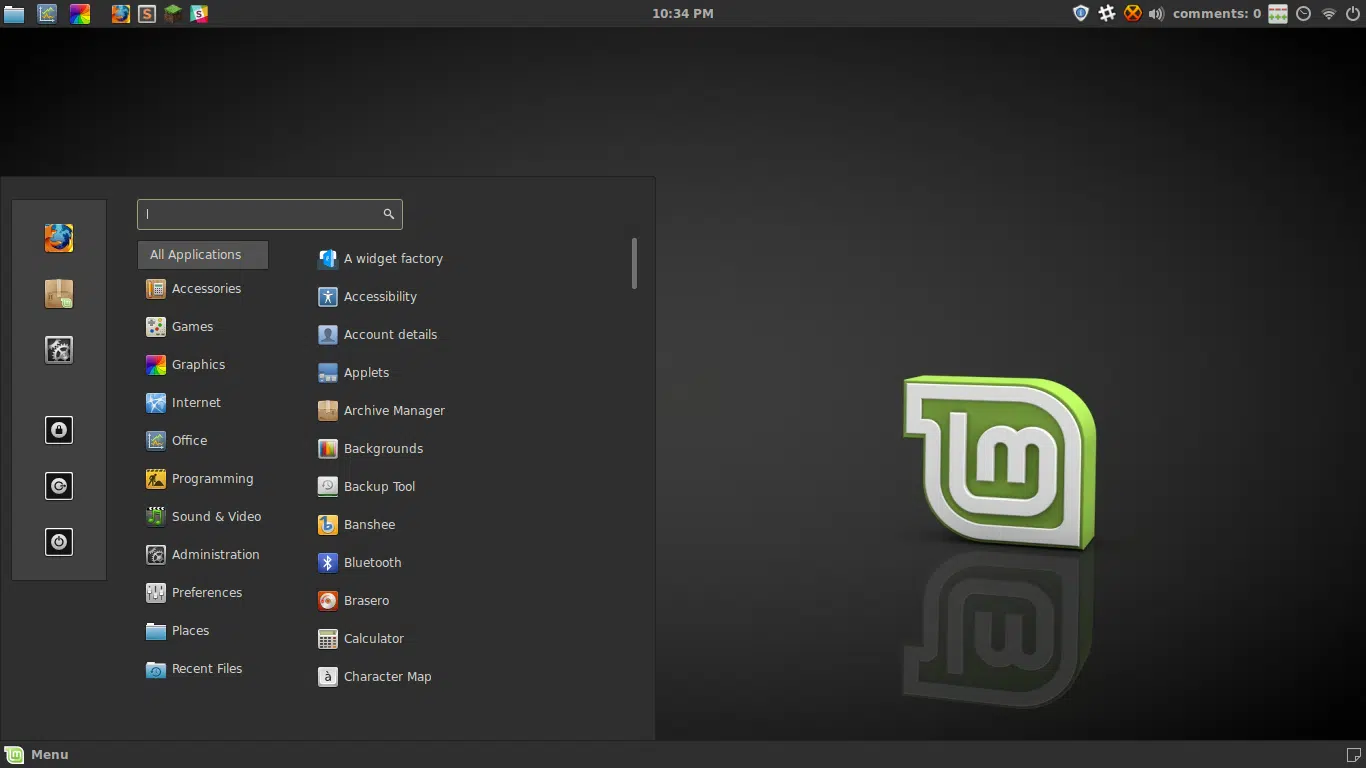 10:34 PM
comments: 0
All Applications
Accessories
Games
Graphics
Internet
Office
Programming
Sound & Video
Administration
Preferences
Places
Recent Files
A widget factory
Accessibility
Account details
Applets
Archive Manager
Backgrounds
Backup Tool
Banshee
Bluetooth
Brasero
Calculator
Character Map
Menu